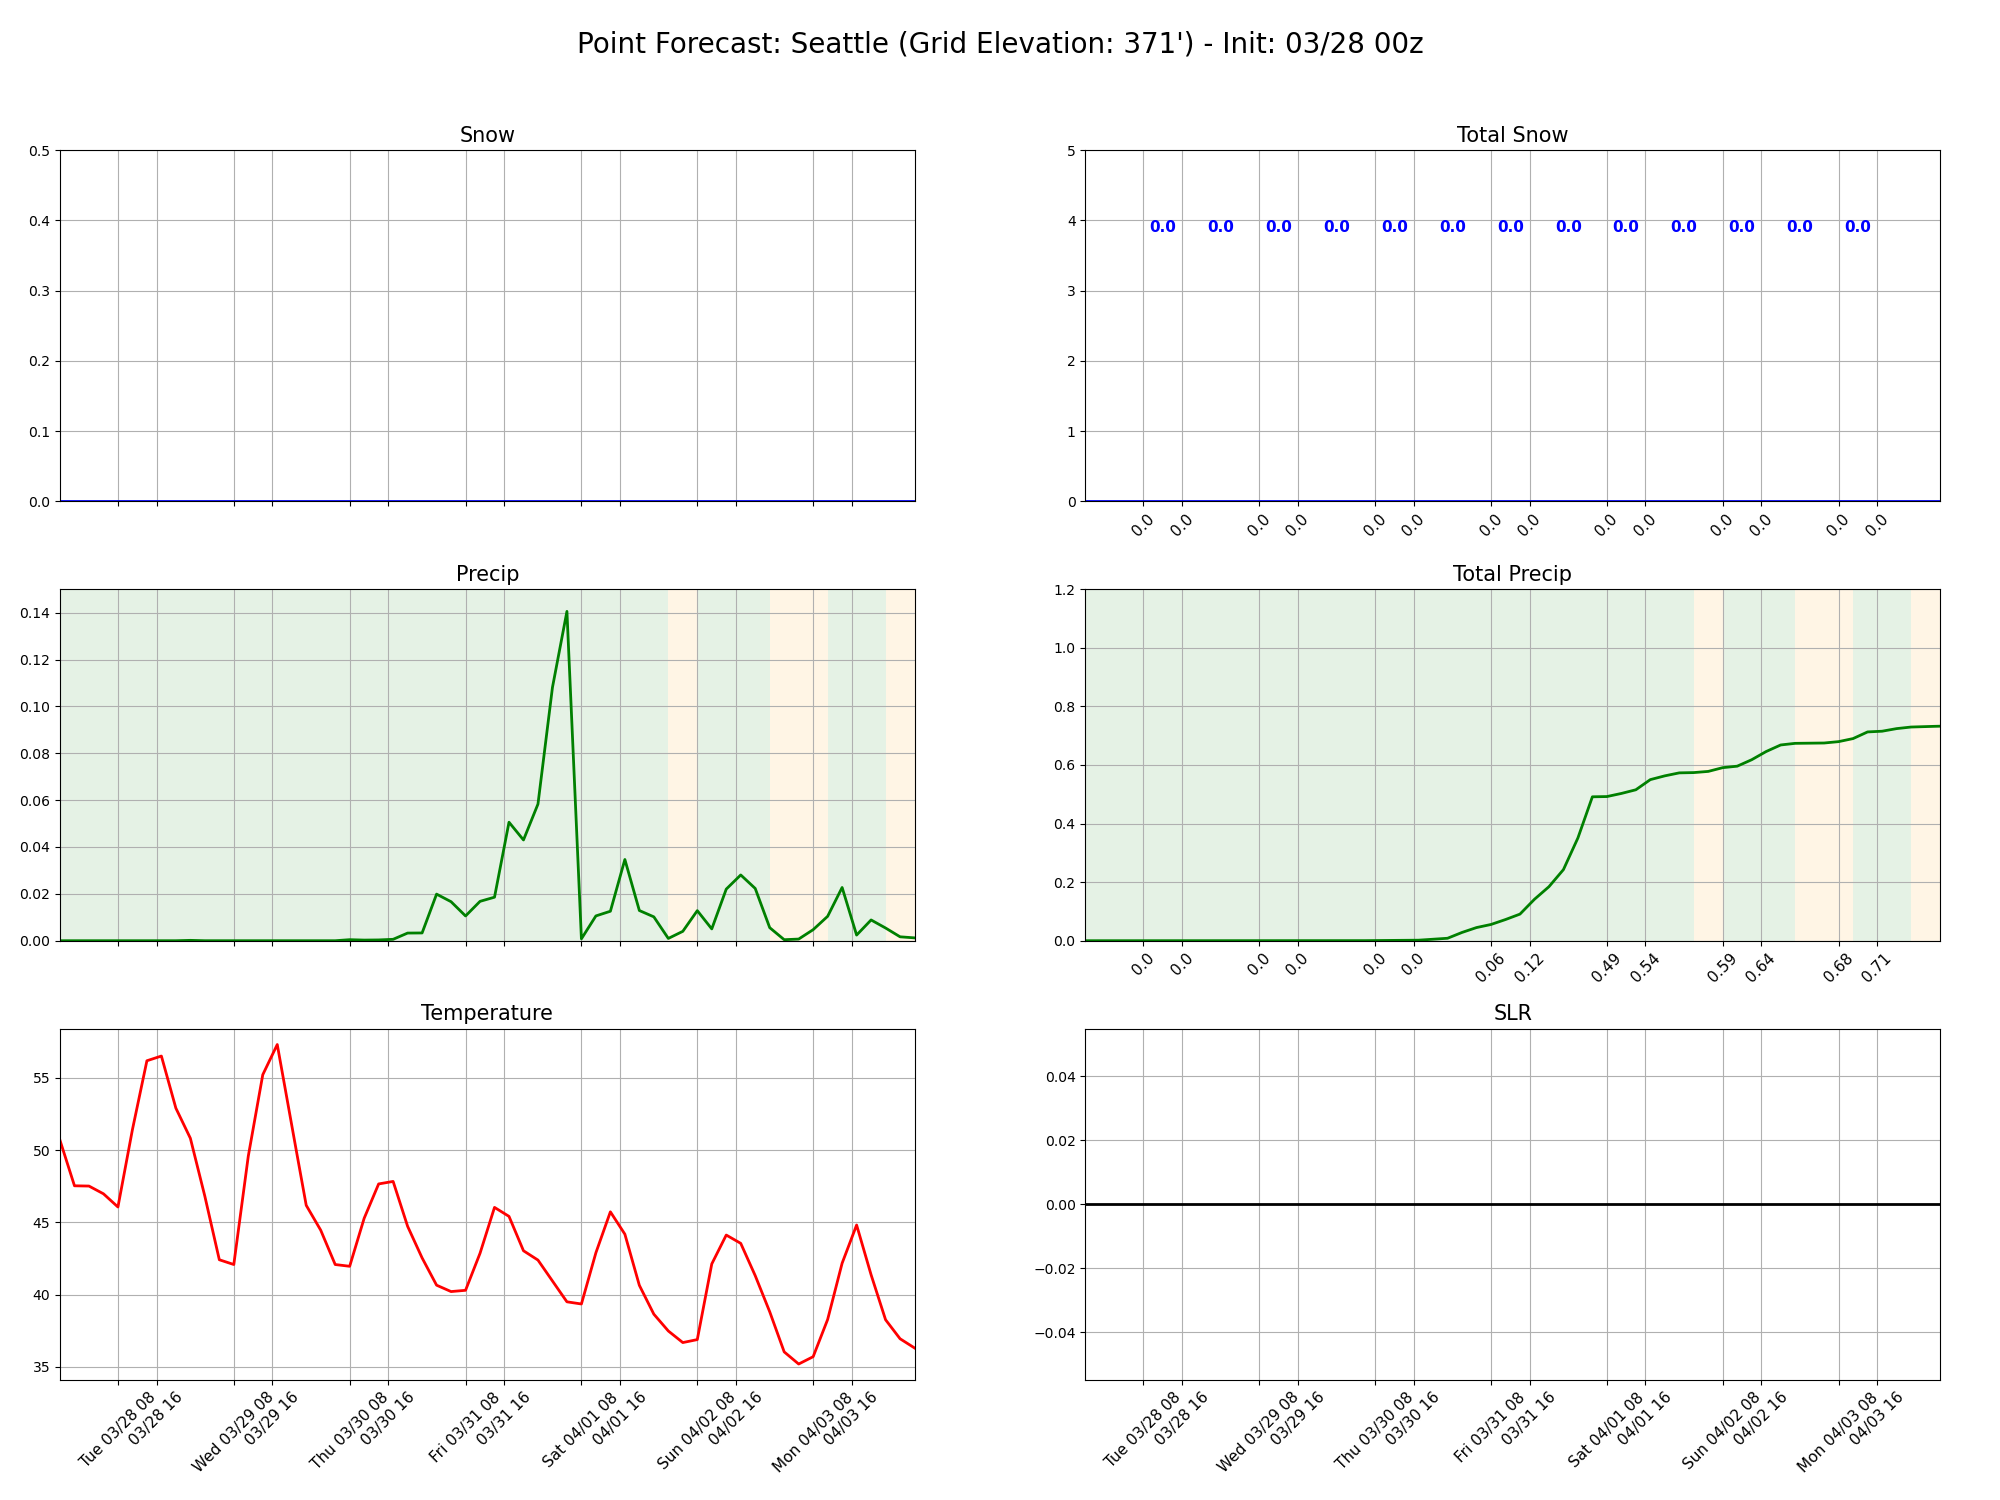 Point Forecast: Seattle (Grid Elevation: 371') - Init: 03/28 00z
Snow
0.5
0.4
0.3
0.2
0.1
0.0
Total Snow
5
4
3
2
1
0
0.0 0.0 0.0 0.0 0.0 0.0 0.0 0.0 0.0 0.0 0.0 0.0 0.0
0.0 0.0 0.0 0.0 0.0 0.0 0.0 0.0 0.0 0.0 0.0 0.0 0.0 0.0
Precip
0.14
0.12
0.10
0.08
0.06
0.04
0.02
0.00
Total Precip
1.2
1.0
0.8
0.6
0.4
0.2
0.0
0.0 0.0 0.0 0.0 0.0 0.0 0.06 0.12 0.49 0.54 0.59 0.64 0.68 0.71
Temperature
55
50
45
40
35
Tue 03/28 08
03/28 16
Wed 03/29 08
03/29 16
Thu 03/30 08
03/30 16
Fri 03/31 08
03/31 16
Sat 04/01 08
04/01 16
Sun 04/02 08
04/02 16
Mon 04/03 08
04/03 16
SLR
0.04
0.02
0.00
−0.02
−0.04
Tue 03/28 08
03/28 16
Wed 03/29 08
03/29 16
Thu 03/30 08
03/30 16
Fri 03/31 08
03/31 16
Sat 04/01 08
04/01 16
Sun 04/02 08
04/02 16
Mon 04/03 08
04/03 16